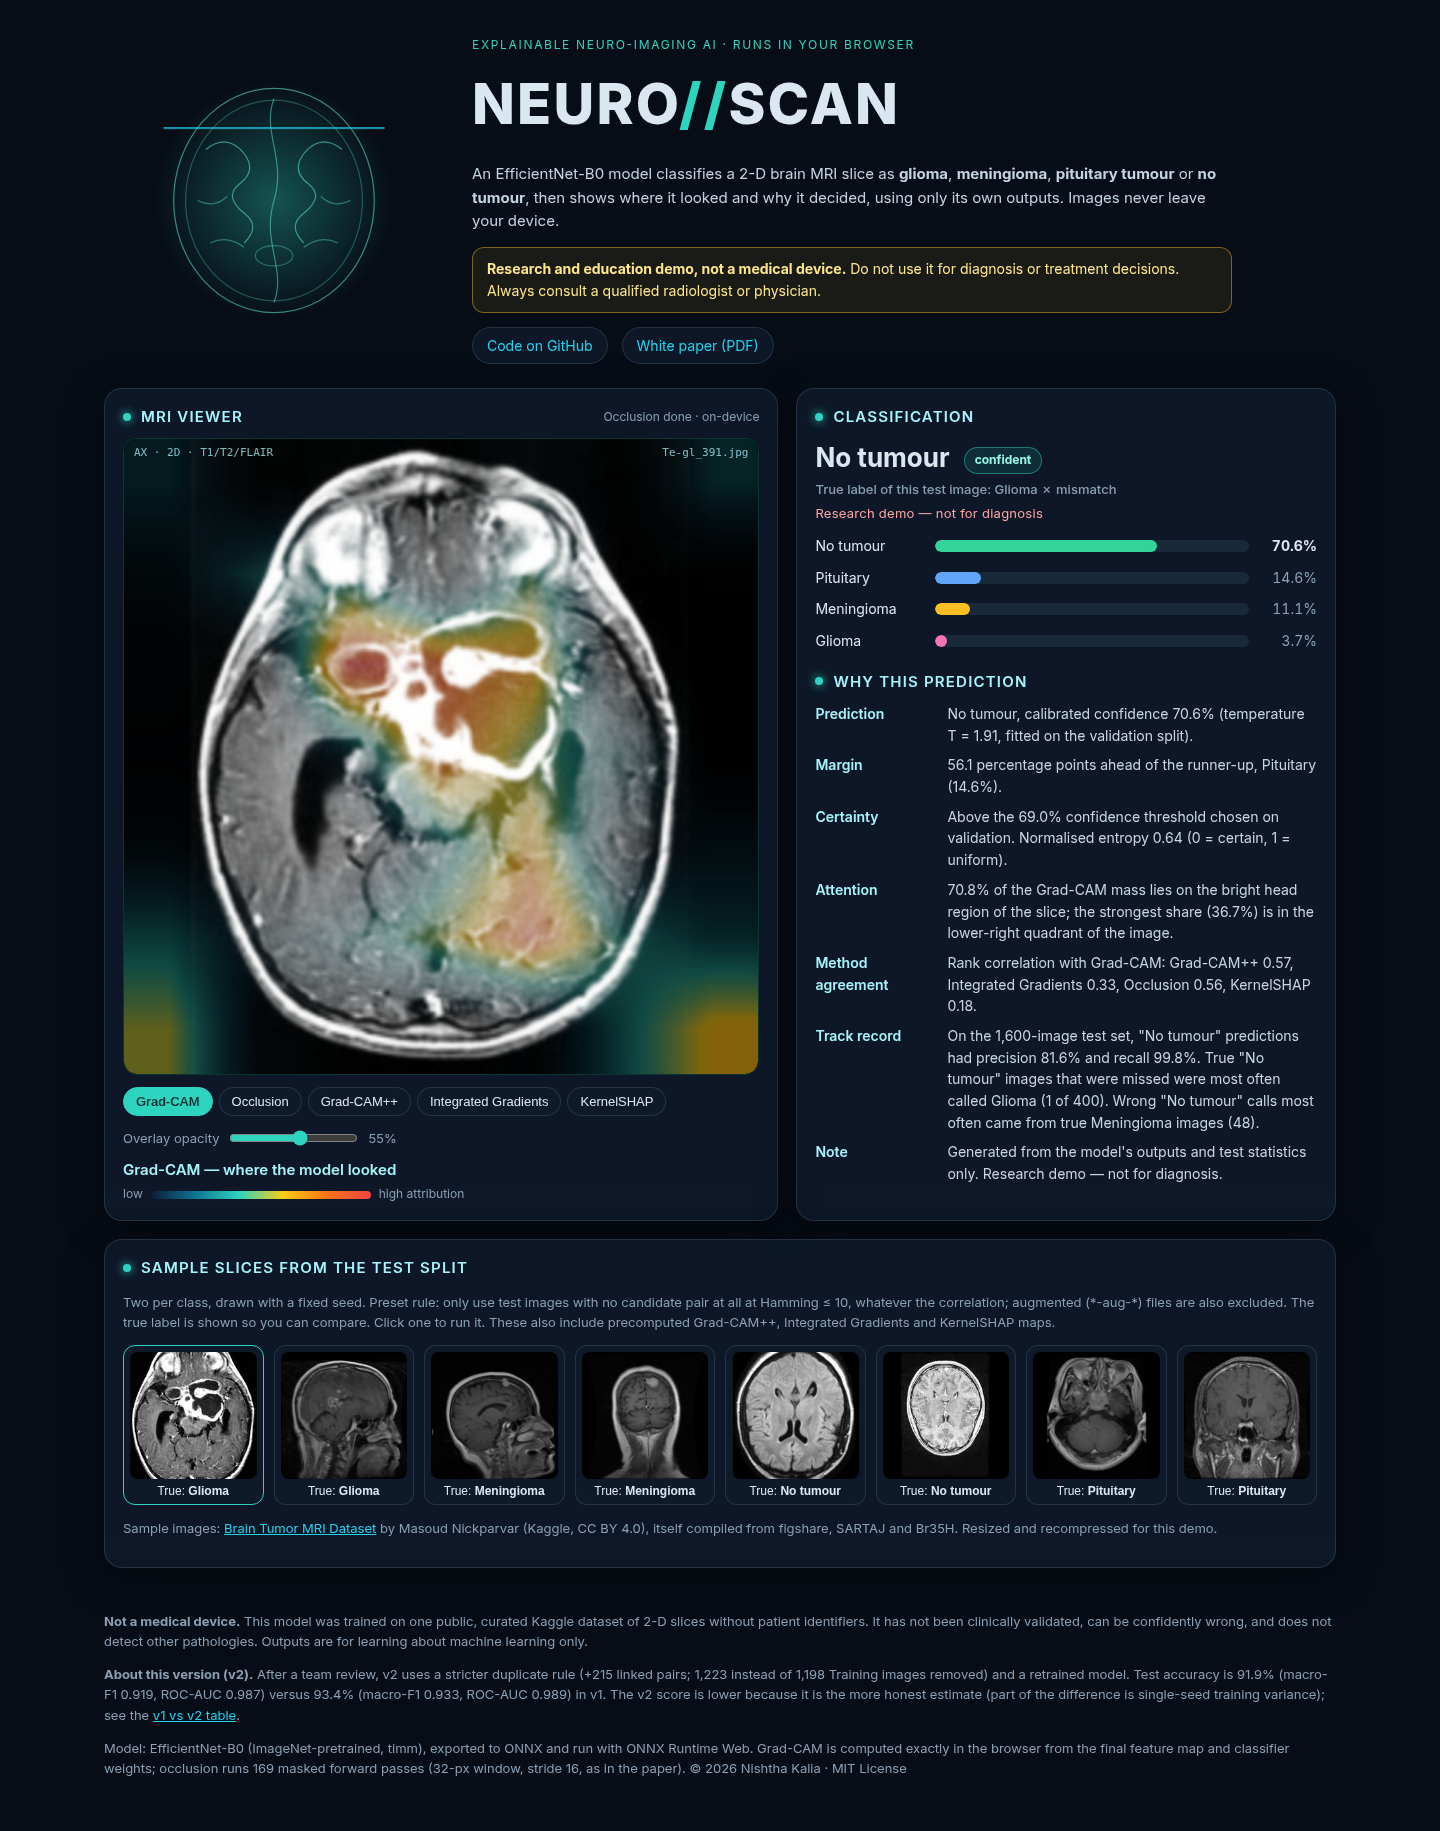 EXPLAINABLE NEURO-IMAGING AI · RUNS IN YOUR BROWSER
NEURO//SCAN
An EfficientNet-B0 model classifies a 2-D brain MRI slice as glioma, meningioma, pituitary tumour or no
tumour, then shows where it looked and why it decided, using only its own outputs. Images never leave
your device.
Research and education demo, not a medical device. Do not use it for diagnosis or treatment decisions.
Always consult a qualified radiologist or physician.
Code on GitHub
White paper (PDF)
MRI VIEWER
Occlusion done · on-device
AX · 2D · T1/T2/FLAIR
Te-gl_391.jpg
Grad-CAM
Occlusion
Grad-CAM++
Integrated Gradients
KernelSHAP
Overlay opacity
55%
Grad-CAM — where the model looked
low
high attribution
CLASSIFICATION
No tumour
confident
True label of this test image: Glioma × mismatch
Research demo — not for diagnosis
No tumour 70.6%
Pituitary 14.6%
Meningioma 11.1%
Glioma 3.7%
WHY THIS PREDICTION
Prediction
No tumour, calibrated confidence 70.6% (temperature
T = 1.91, fitted on the validation split).
Margin
56.1 percentage points ahead of the runner-up, Pituitary
(14.6%).
Certainty
Above the 69.0% confidence threshold chosen on
validation. Normalised entropy 0.64 (0 = certain, 1 =
uniform).
Attention
70.8% of the Grad-CAM mass lies on the bright head
region of the slice; the strongest share (36.7%) is in the
lower-right quadrant of the image.
Method
agreement
Rank correlation with Grad-CAM: Grad-CAM++ 0.57,
Integrated Gradients 0.33, Occlusion 0.56, KernelSHAP
0.18.
Track record
On the 1,600-image test set, "No tumour" predictions
had precision 81.6% and recall 99.8%. True "No
tumour" images that were missed were most often
called Glioma (1 of 400). Wrong "No tumour" calls most
often came from true Meningioma images (48).
Note
Generated from the model's outputs and test statistics
only. Research demo — not for diagnosis.
SAMPLE SLICES FROM THE TEST SPLIT
Two per class, drawn with a fixed seed. Preset rule: only use test images with no candidate pair at all at Hamming ≤ 10, whatever the correlation; augmented (*-aug-*) files are also excluded. The
true label is shown so you can compare. Click one to run it. These also include precomputed Grad-CAM++, Integrated Gradients and KernelSHAP maps.
True: Glioma
True: Glioma
True: Meningioma
True: Meningioma
True: No tumour
True: No tumour
True: Pituitary
True: Pituitary
Sample images: Brain Tumor MRI Dataset by Masoud Nickparvar (Kaggle, CC BY 4.0), itself compiled from figshare, SARTAJ and Br35H. Resized and recompressed for this demo.
Not a medical device. This model was trained on one public, curated Kaggle dataset of 2-D slices without patient identifiers. It has not been clinically validated, can be confidently wrong, and does not
detect other pathologies. Outputs are for learning about machine learning only.
About this version (v2). After a team review, v2 uses a stricter duplicate rule (+215 linked pairs; 1,223 instead of 1,198 Training images removed) and a retrained model. Test accuracy is 91.9% (macro-
F1 0.919, ROC-AUC 0.987) versus 93.4% (macro-F1 0.933, ROC-AUC 0.989) in v1. The v2 score is lower because it is the more honest estimate (part of the difference is single-seed training variance);
see the v1 vs v2 table.
Model: EfficientNet-B0 (ImageNet-pretrained, timm), exported to ONNX and run with ONNX Runtime Web. Grad-CAM is computed exactly in the browser from the final feature map and classifier
weights; occlusion runs 169 masked forward passes (32-px window, stride 16, as in the paper). © 2026 Nishtha Kalia · MIT License